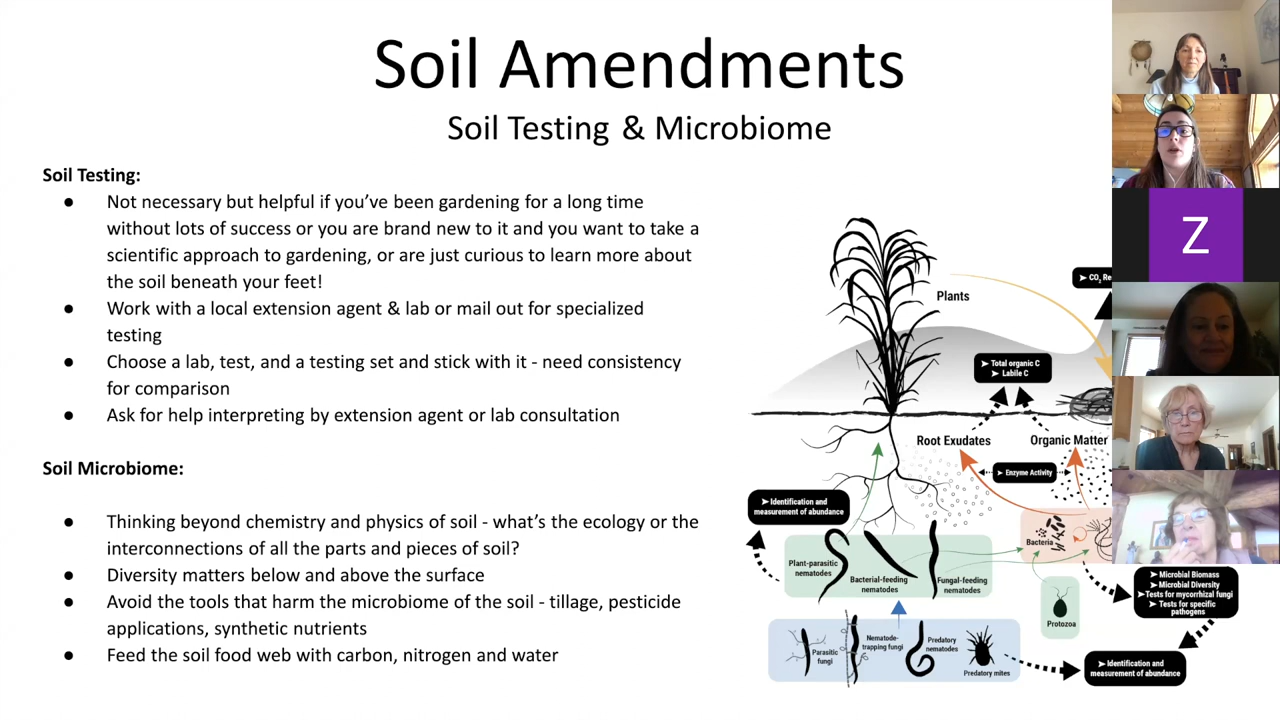 Soil Amendments
Soil Testing & Microbiome
Soil Testing:
● Not necessary but helpful if you’ve been gardening for a long time
without lots of success or you are brand new to it and you want to take a
scientific approach to gardening, or are just curious to learn more about
the soil beneath your feet!
● Work with a local extension agent & lab or mail out for specialized
testing
● Choose a lab, test, and a testing set and stick with it - need consistency
for comparison
● Ask for help interpreting by extension agent or lab consultation
Soil Microbiome:
● Thinking beyond chemistry and physics of soil - what’s the ecology or the
interconnections of all the parts and pieces of soil?
● Diversity matters below and above the surface
● Avoid the tools that harm the microbiome of the soil - tillage, pesticide
applications, synthetic nutrients
● Feed the soil food web with carbon, nitrogen and water
Plants
➤ CO₂ Re
➤ Total organic C
➤ Labile C
Root Exudates
Organic Matter
➤ Enzyme Activity
➤ Identification and
measurement of abundance
Bacteria
Plant-parasitic
nematodes
Bacterial-feeding
nematodes
Fungal-feeding
nematodes
➤ Microbial Biomass
➤ Microbial Diversity
➤ Tests for mycorrhizal fungi
➤ Tests for specific
pathogens
Protozoa
Parasitic
fungi
Nematode-
trapping fungi
Predatory
nematodes
Predatory mites
➤ Identification and
measurement of abundance
Z